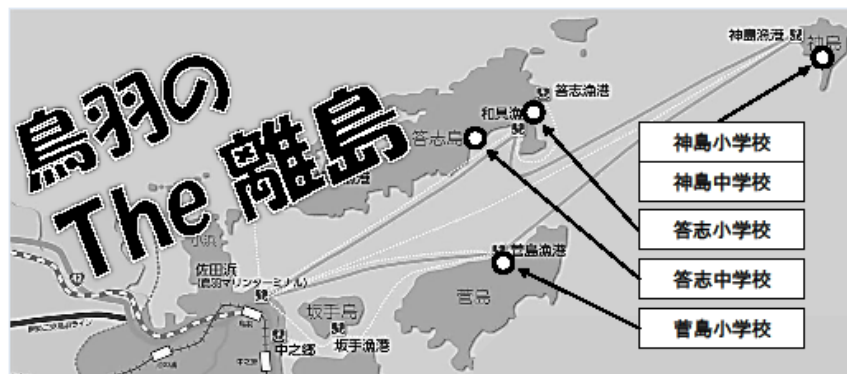 鳥羽の
The 離島
神島漁港
神島
答志漁港
和具漁
答志島
神島小学校
神島中学校
答志小学校
答志中学校
菅島小学校
小浜
佐田浜
(鳥羽マリンターミナル)
菅島漁港
菅島
坂手島
坂手漁港
中之郷